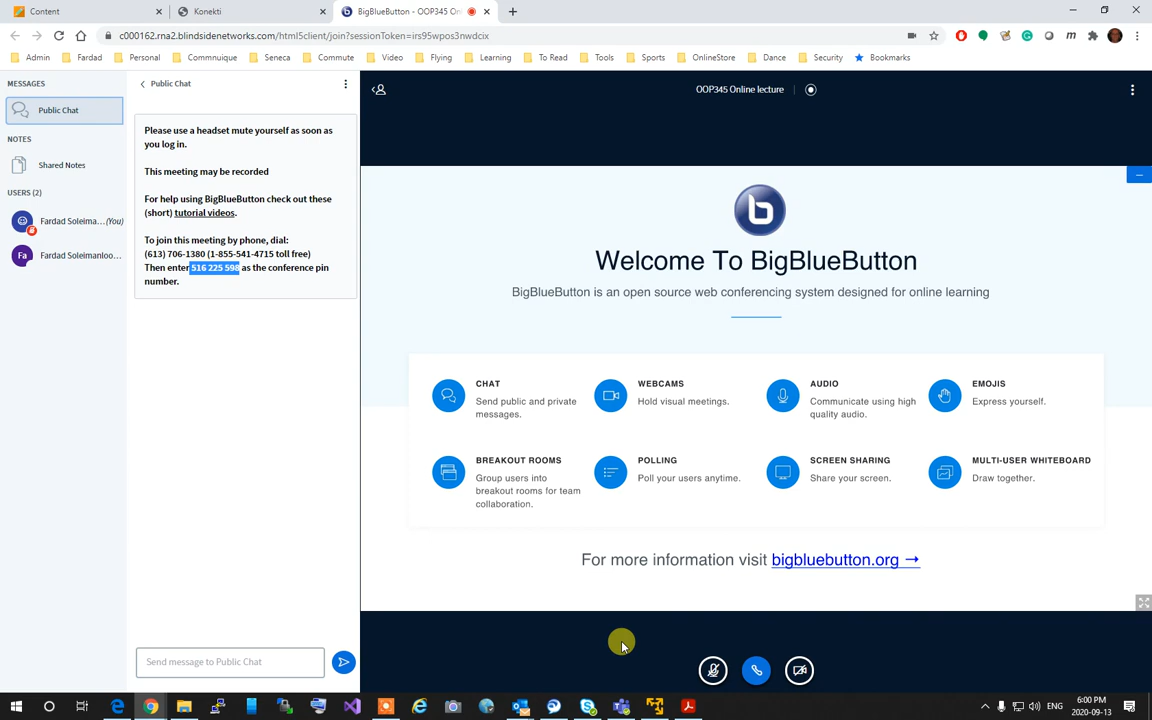 Content
Konekti
BigBlueButton - OOP345 Onl
c000162.rna2.blindsidenetworks.com/html5client/join?sessionToken=irs95wpos3nwdcix
Admin
Fardad
Personal
Commnuique
Seneca
Commute
Video
Flying
Learning
To Read
Tools
Sports
OnlineStore
Dance
Security
Bookmarks
MESSAGES
Public Chat
NOTES
Shared Notes
USERS (2)
Fardad Soleima... (You)
Fa
Fardad Soleimanloo...
Public Chat
Please use a headset mute yourself as soon as
you log in.
This meeting may be recorded
For help using BigBlueButton check out these
(short) tutorial videos.
To join this meeting by phone, dial:
(613) 706-1380 (1-855-541-4715 toll free)
Then enter 516 225 598 as the conference pin
number.
Send message to Public Chat
OOP345 Online lecture
b
Welcome To BigBlueButton
BigBlueButton is an open source web conferencing system designed for online learning
CHAT
Send public and private
messages.
WEBCAMS
Hold visual meetings.
AUDIO
Communicate using high
quality audio.
EMOJIS
Express yourself.
BREAKOUT ROOMS
Group users into
breakout rooms for team
collaboration.
POLLING
Poll your users anytime.
SCREEN SHARING
Share your screen.
MULTI-USER WHITEBOARD
Draw together.
For more information visit bigbluebutton.org →
ENG
6:00 PM
2020-09-13